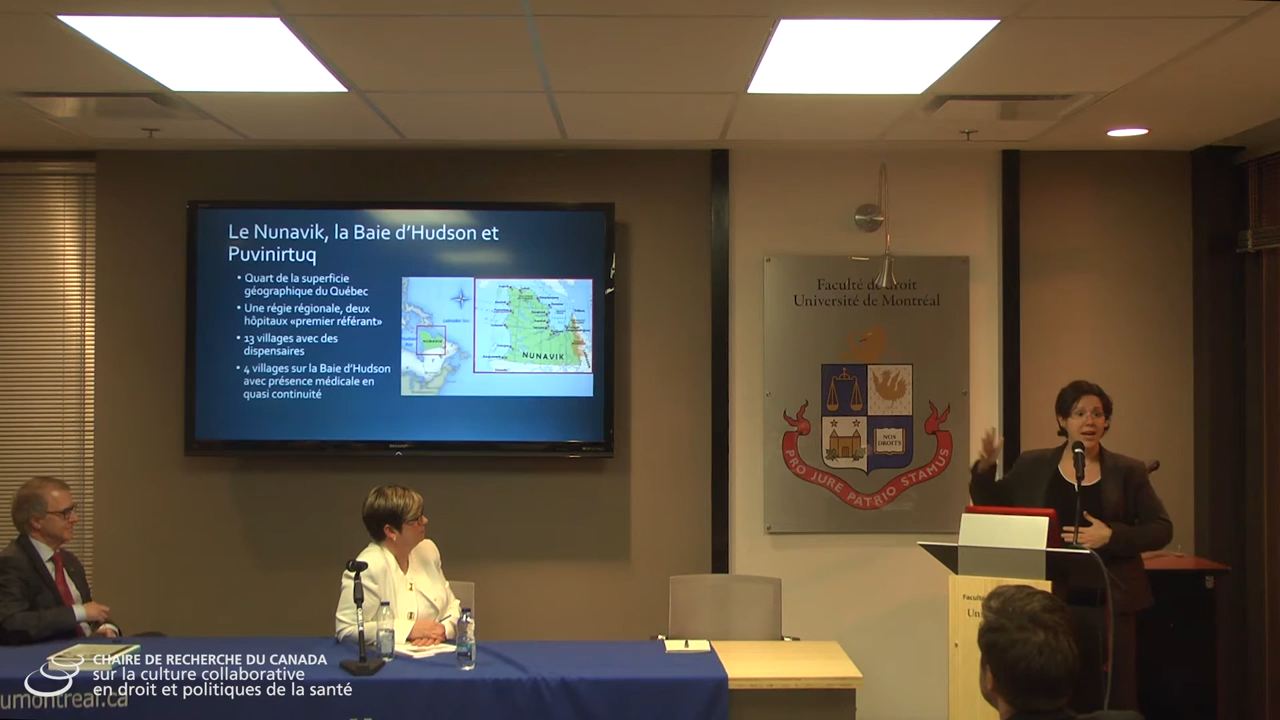 Le Nunavik, la Baie d'Hudson et
Puvinirtuq
• Quart de la superficie
géographique du Québec
• Une régie régionale, deux
hôpitaux «premier référant»
• 13 villages avec des
dispensaires
• 4 villages sur la Baie d'Hudson
avec présence médicale en
quasi continuité
NUNAVIK
Faculté de droit
Université de Montréal
NOS
DROITS
PRO JURE PATRIO STAMUS
CHAIRE DE RECHERCHE DU CANADA
sur la culture collaborative
en droit et politiques de la santé
umontreal.ca